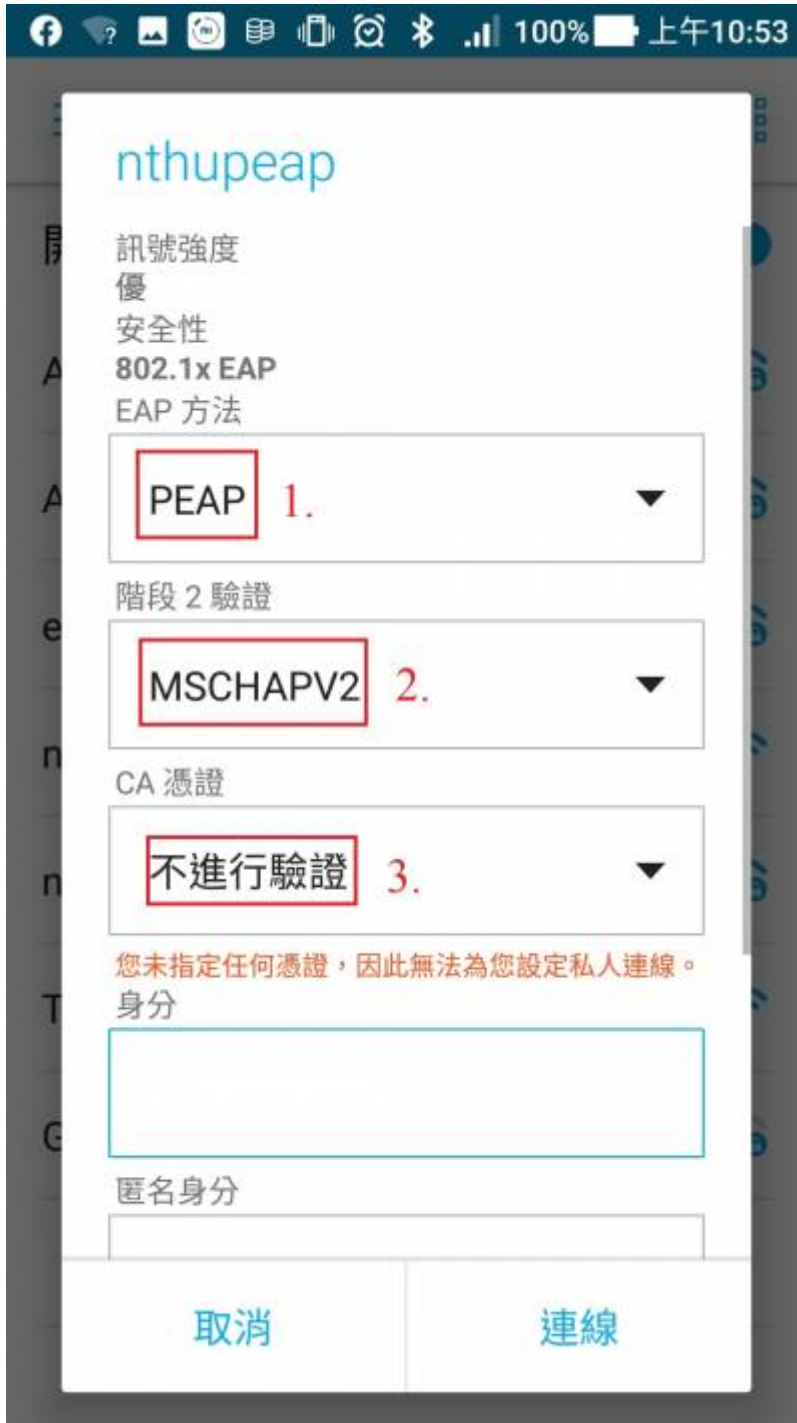 100% 上午10:53
nthupeap
訊號強度
優
安全性
802.1x EAP
EAP 方法
PEAP 1.
階段 2 驗證
MSCHAPV2 2.
CA 憑證
不進行驗證 3.
您未指定任何憑證，因此無法為您設定私人連線。
身分
匿名身分
取消 連線
開
A
A
e
n
n
T
G